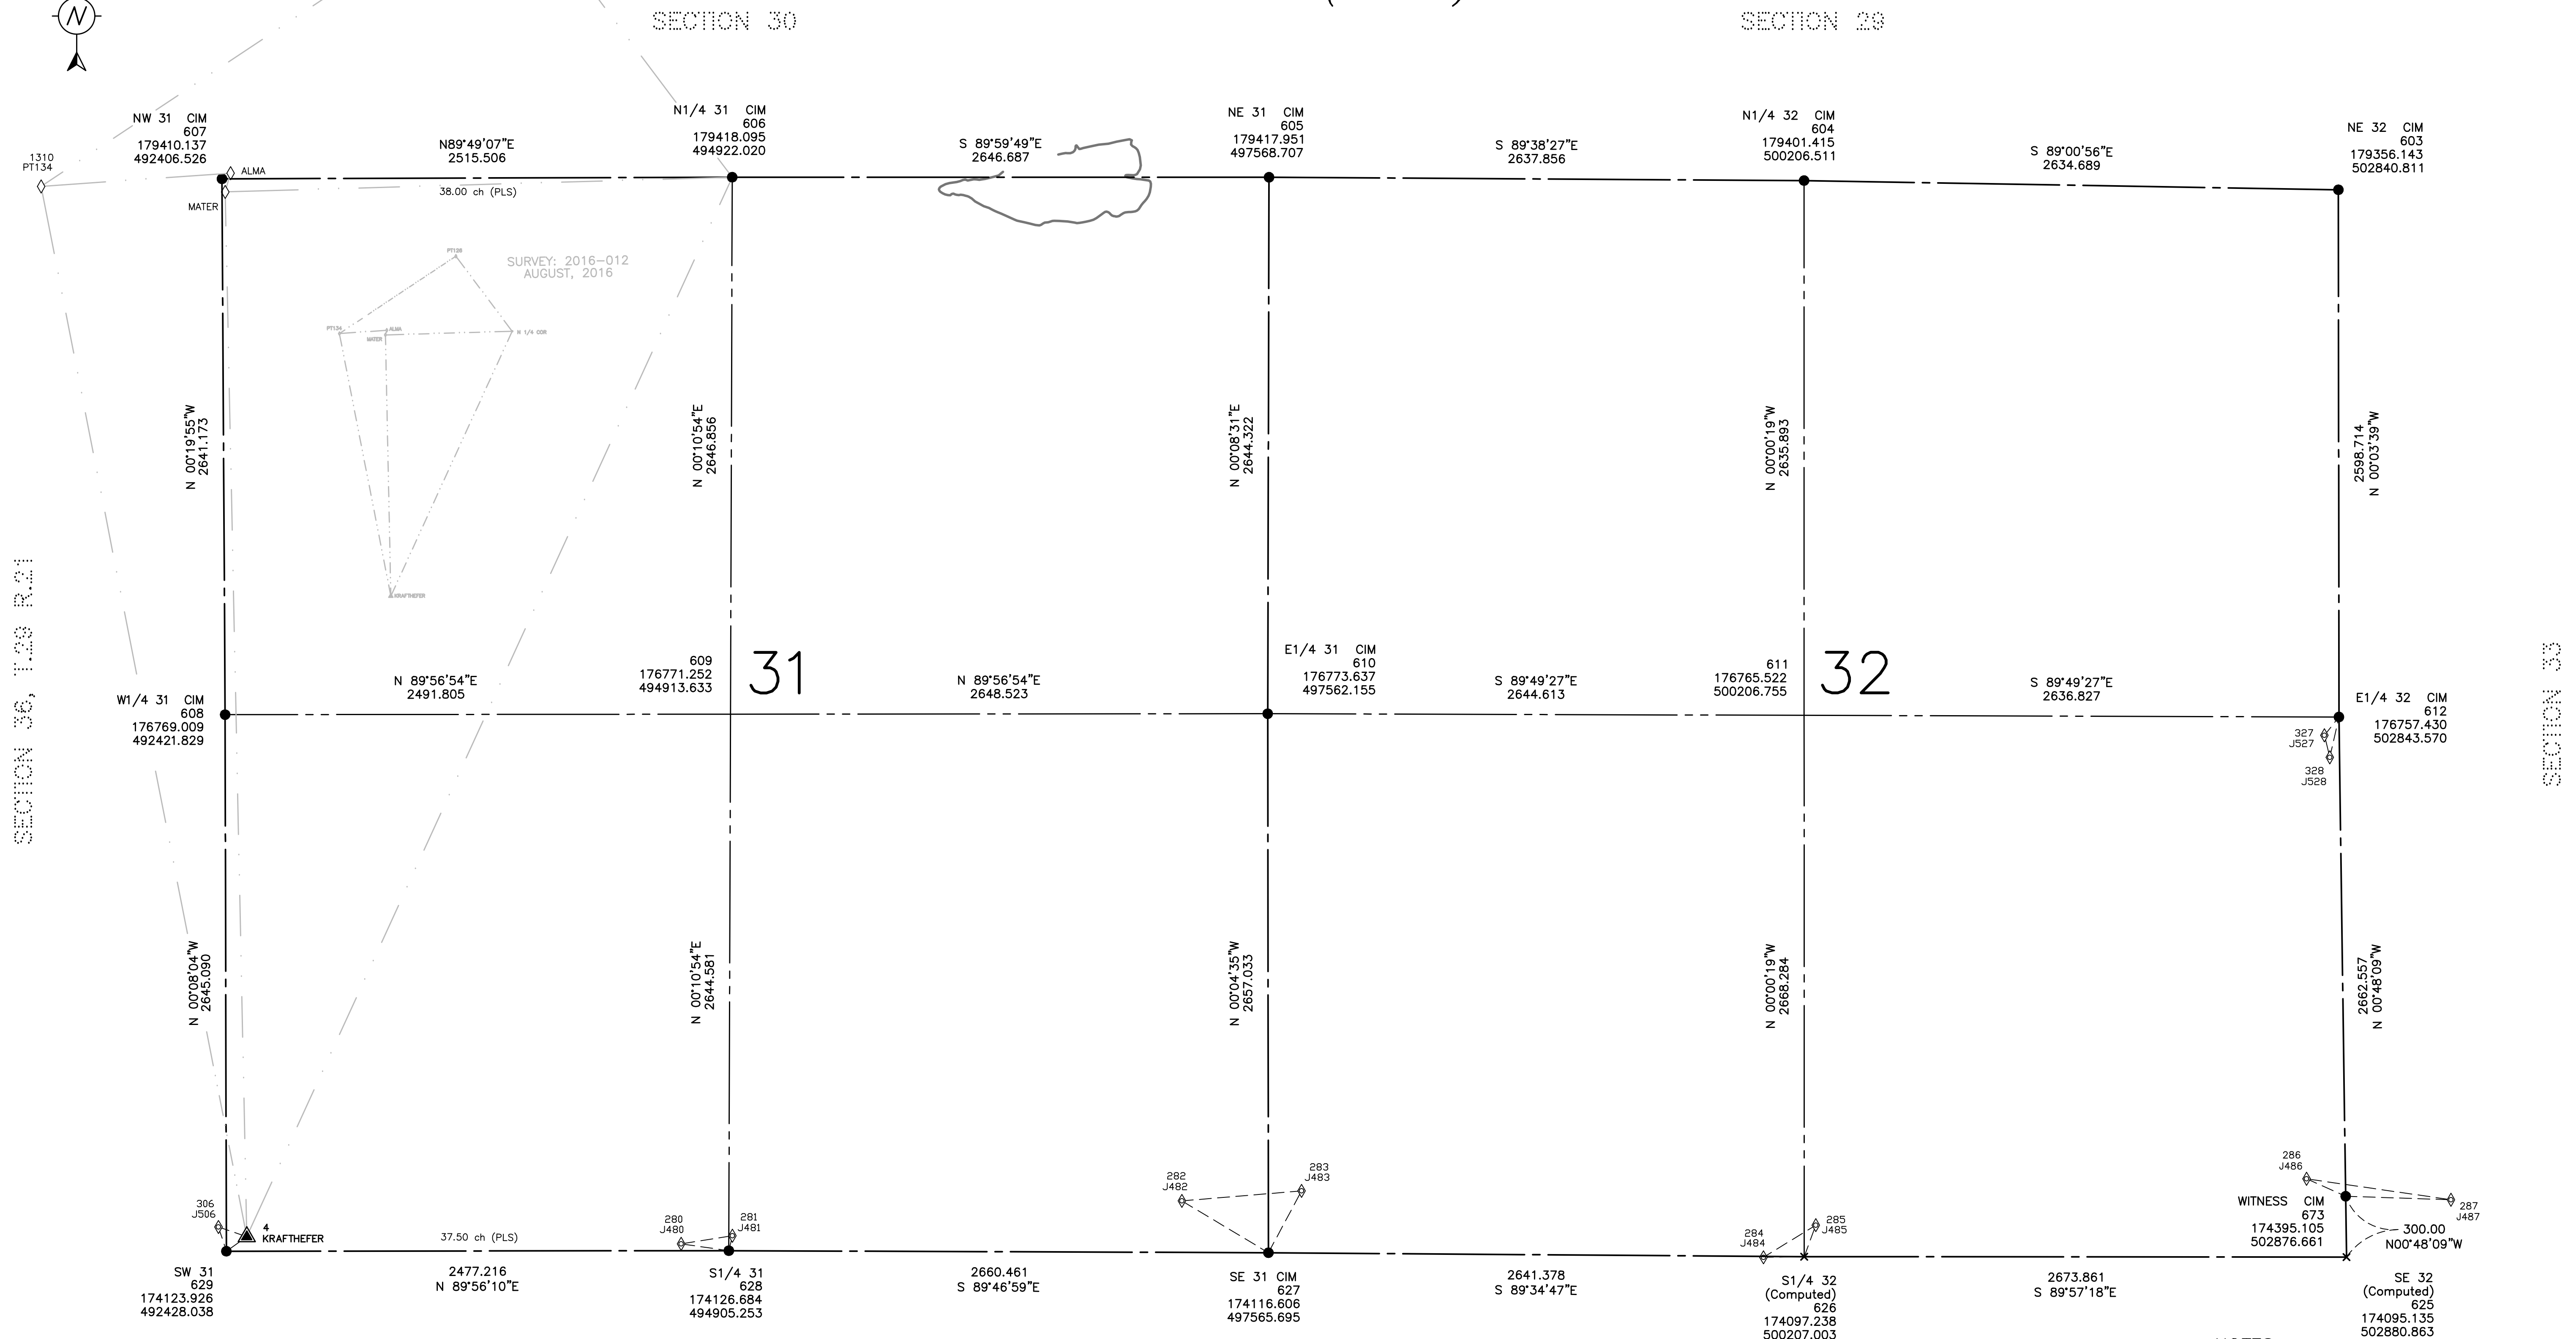 N
SECTION 30
SECTION 29
NW 31 CIM
607
179410.137
492406.526
N89°49'07"E
2515.506
N1/4 31 CIM
606
179418.095
494922.020
S 89°59'49"E
2646.687
NE 31 CIM
605
179417.951
497568.707
S 89°38'27"E
2637.856
N1/4 32 CIM
604
179401.415
500206.511
S 89°00'56"E
2634.689
NE 32 CIM
603
179356.143
502840.811
1310
PT134
ALMA
MATER
38.00 ch (PLS)
PT128
SURVEY: 2016-012
AUGUST, 2016
PT134
ALMA
MATER
N 1/4 COR
KRAFTHEFER
N 00°19'55"W
2641.173
N 00°10'54"E
2646.856
N 00°08'31"E
2644.322
N 00°00'19"W
2635.893
2598.714
N 00°03'39"W
SECTION 36, T.29 R.21
SECTION 33
W1/4 31 CIM
608
176769.009
492421.829
N 89°56'54"E
2491.805
609
176771.252
494913.633
31
N 89°56'54"E
2648.523
E1/4 31 CIM
610
176773.637
497562.155
S 89°49'27"E
2644.613
611
176765.522
500206.755
32
S 89°49'27"E
2636.827
E1/4 32 CIM
612
176757.430
502843.570
327
J527
328
J528
N 00°08'04"W
2645.090
N 00°10'54"E
2644.581
N 00°04'35"W
2657.033
N 00°00'19"W
2668.284
2662.557
N 00°48'09"W
306
J506
4
KRAFTHEFER
37.50 ch (PLS)
280
J480
281
J481
282
J482
283
J483
284
J484
285
J485
286
J486
287
J487
WITNESS CIM
673
174395.105
502876.661
300.00
N00°48'09"W
SW 31
629
174123.926
492428.038
2477.216
N 89°56'10"E
S1/4 31
628
174126.684
494905.253
2660.461
S 89°46'59"E
SE 31 CIM
627
174116.606
497565.695
2641.378
S 89°34'47"E
S1/4 32
(Computed)
626
174097.238
500207.003
2673.861
S 89°57'18"E
SE 32
(Computed)
625
174095.135
502880.863